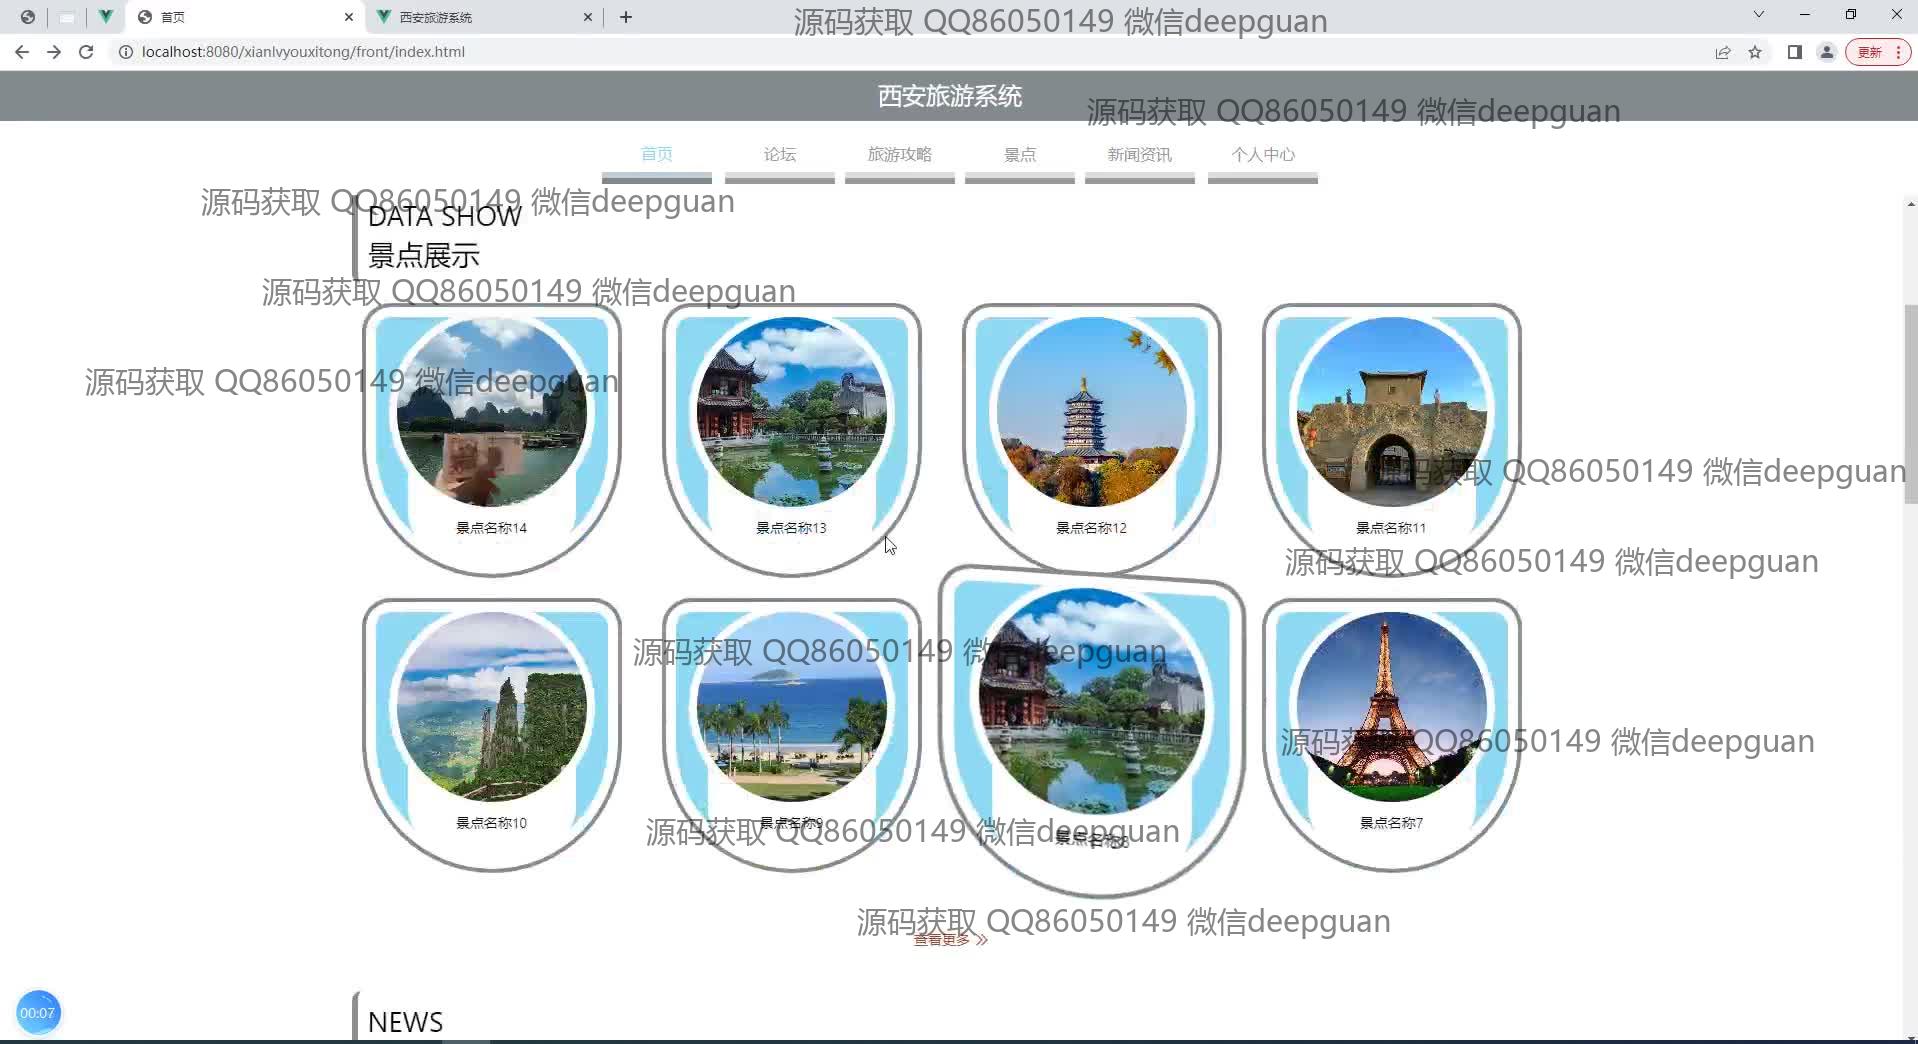 首页
西安旅游系统
源码获取 QQ86050149 微信deepguan
localhost:8080/xianlvyouxitong/front/index.html
更新
西安旅游系统
源码获取 QQ86050149 微信deepguan
首页 论坛 旅游攻略 景点 新闻资讯 个人中心
源码获取 QQ86050149 微信deepguan
DATA SHOW
景点展示
源码获取 QQ86050149 微信deepguan
源码获取 QQ86050149 微信deepguan
源码获取 QQ86050149 微信deepguan
景点名称14
景点名称13
景点名称12
景点名称11
源码获取 QQ86050149 微信deepguan
源码获取 QQ86050149 微信deepguan
源码获取 QQ86050149 微信deepguan
景点名称10
景点名称9
景点名称8
景点名称7
源码获取 QQ86050149 微信deepguan
源码获取 QQ86050149 微信deepguan
查看更多
00:07
NEWS